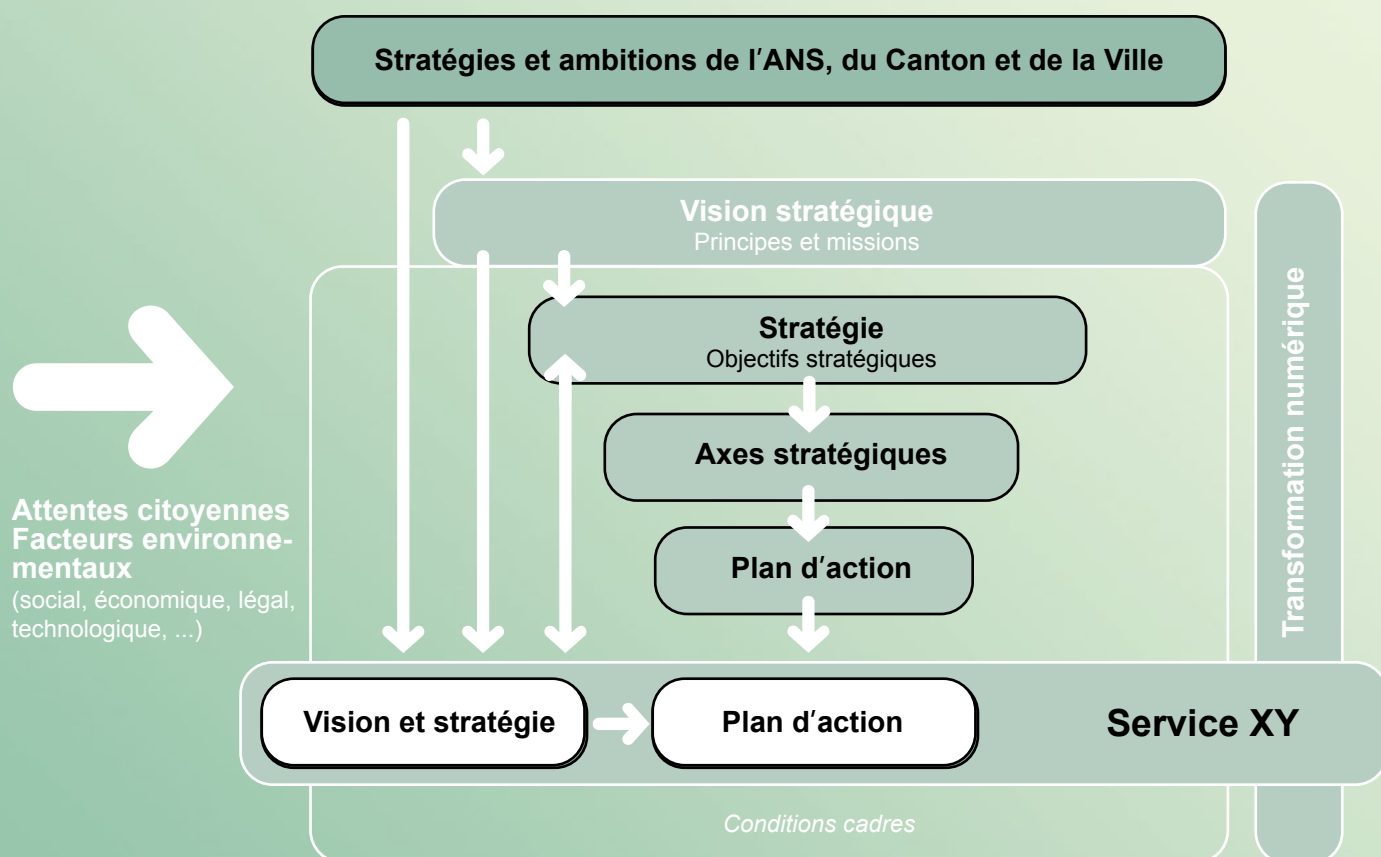 Stratégies et ambitions de l'ANS, du Canton et de la Ville
Vision stratégique
Principes et missions
Stratégie
Objectifs stratégiques
Axes stratégiques
Plan d'action
Transformation numérique
Attentes citoyennes
Facteurs environne-
mentaux
(social, économique, légal,
technologique, ...)
Vision et stratégie
Plan d'action
Service XY
Conditions cadres